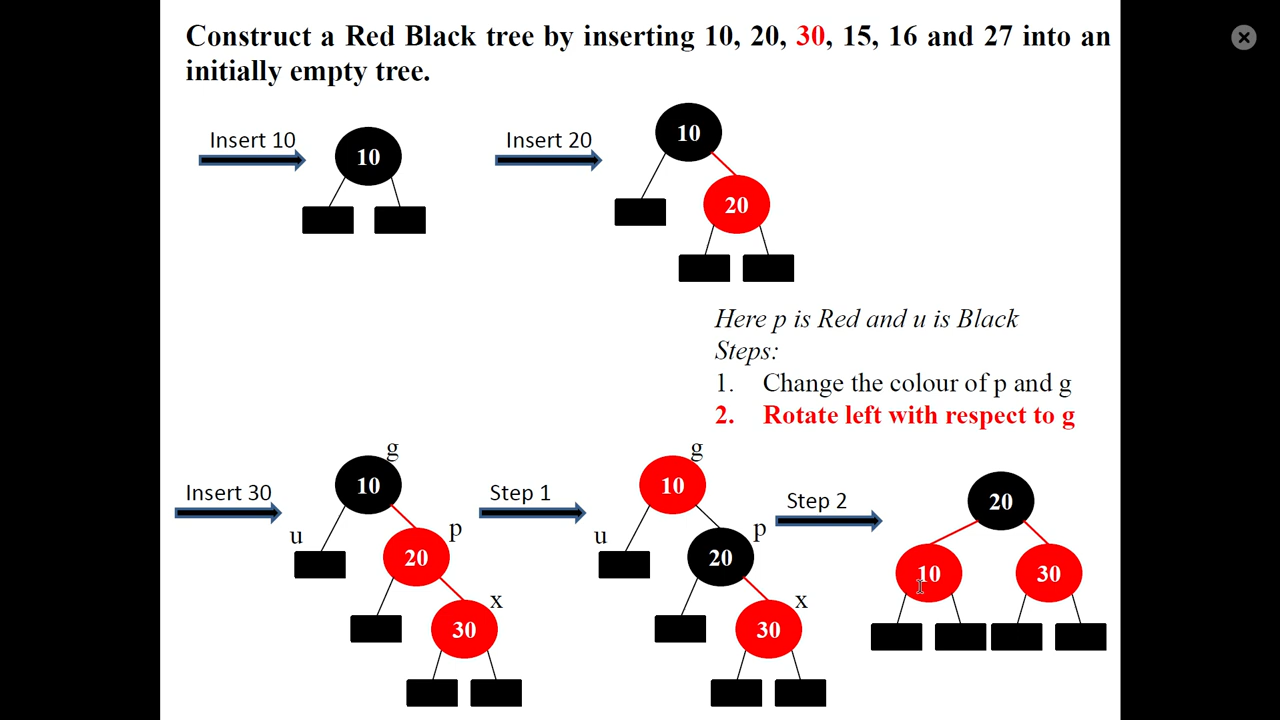 Construct a Red Black tree by inserting 10, 20, 30, 15, 16 and 27 into an
initially empty tree.
Insert 10
10
Insert 20
10
20
Here p is Red and u is Black
Steps:
1. Change the colour of p and g
2. Rotate left with respect to g
Insert 30
g
10
u
p
20
x
30
Step 1
g
10
u
p
20
x
30
Step 2
20
10
30